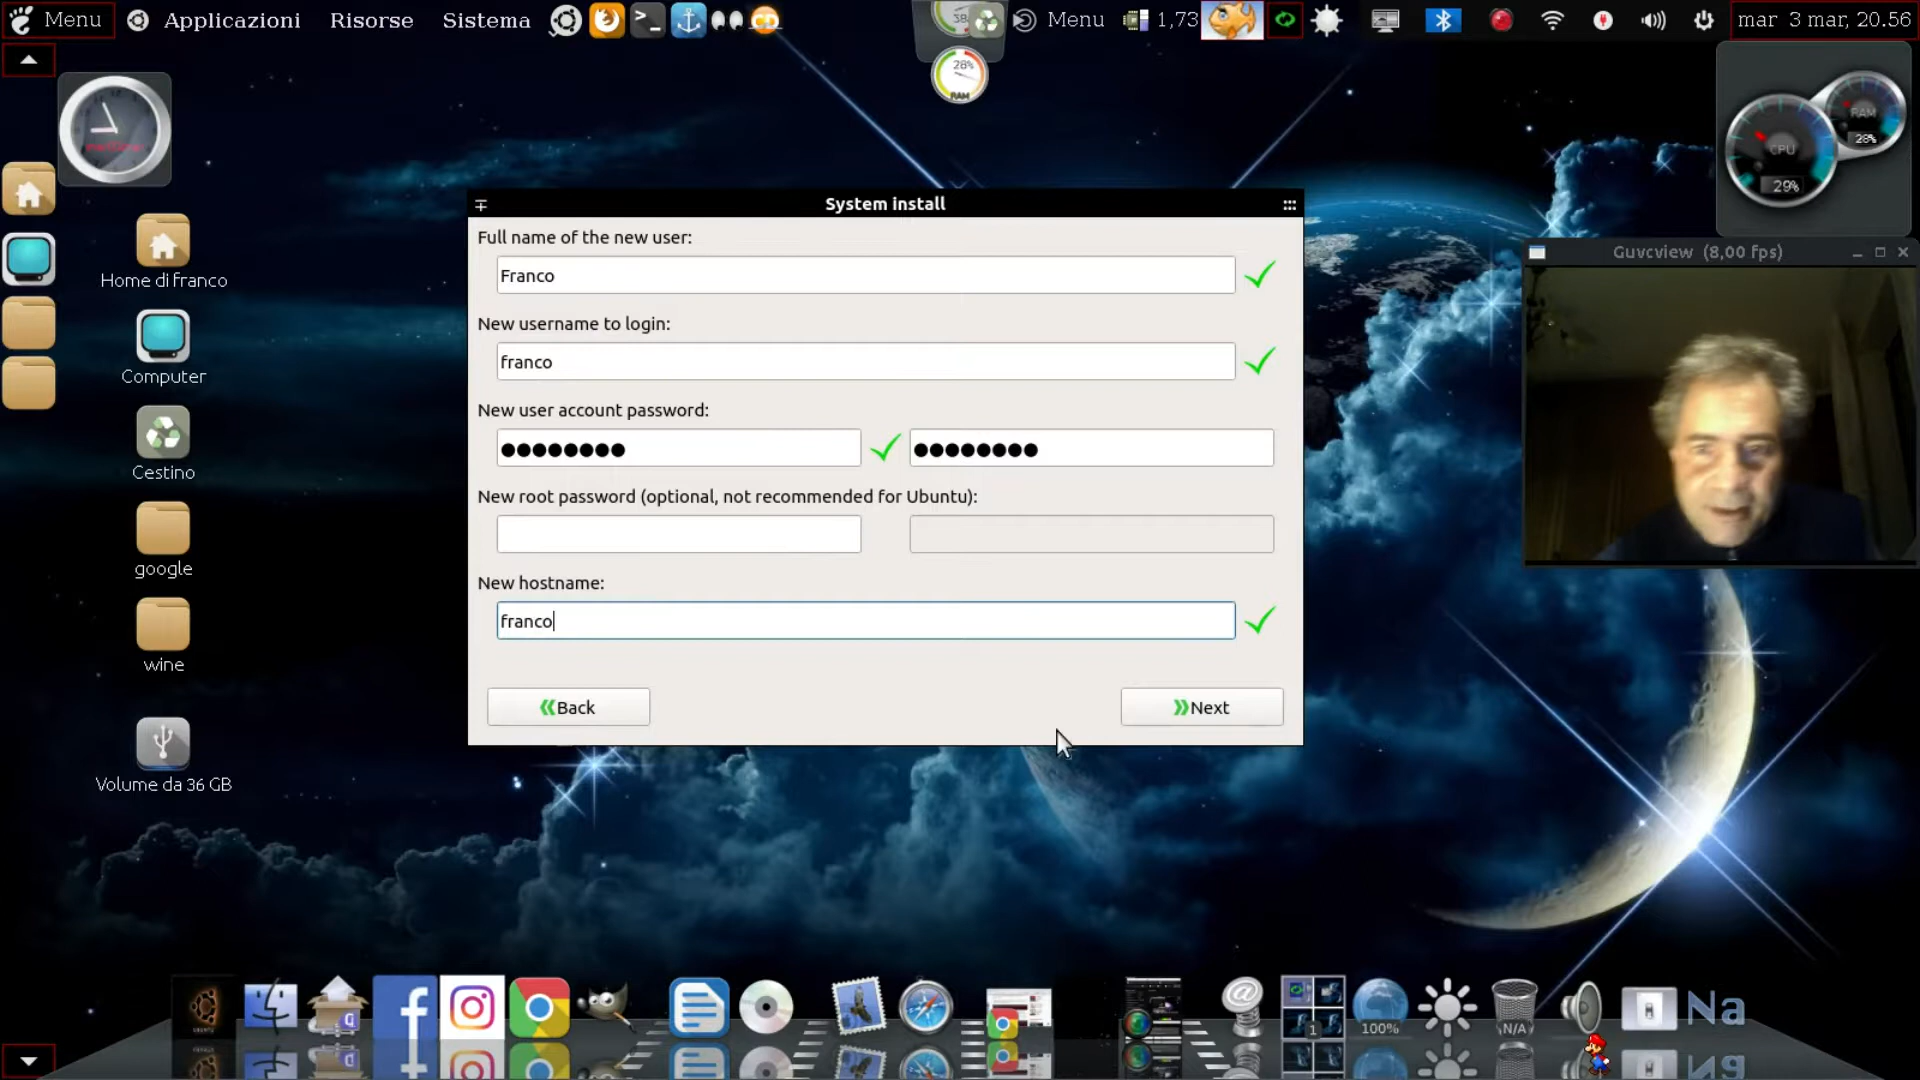 Menu
Applicazioni
Risorse
Sistema
Menu
1,73
mar 3 mar, 20.56
28%
RAM
RAM
28%
CPU
29%
System install
Guvcview (8,00 fps)
Full name of the new user:
Franco
New username to login:
franco
New user account password:
●●●●●●●● ●●●●●●●●
New root password (optional, not recommended for Ubuntu):
New hostname:
franco
Back
Next
Home di franco
Computer
Cestino
google
wine
Volume da 36 GB
1
100%
N/A
Na